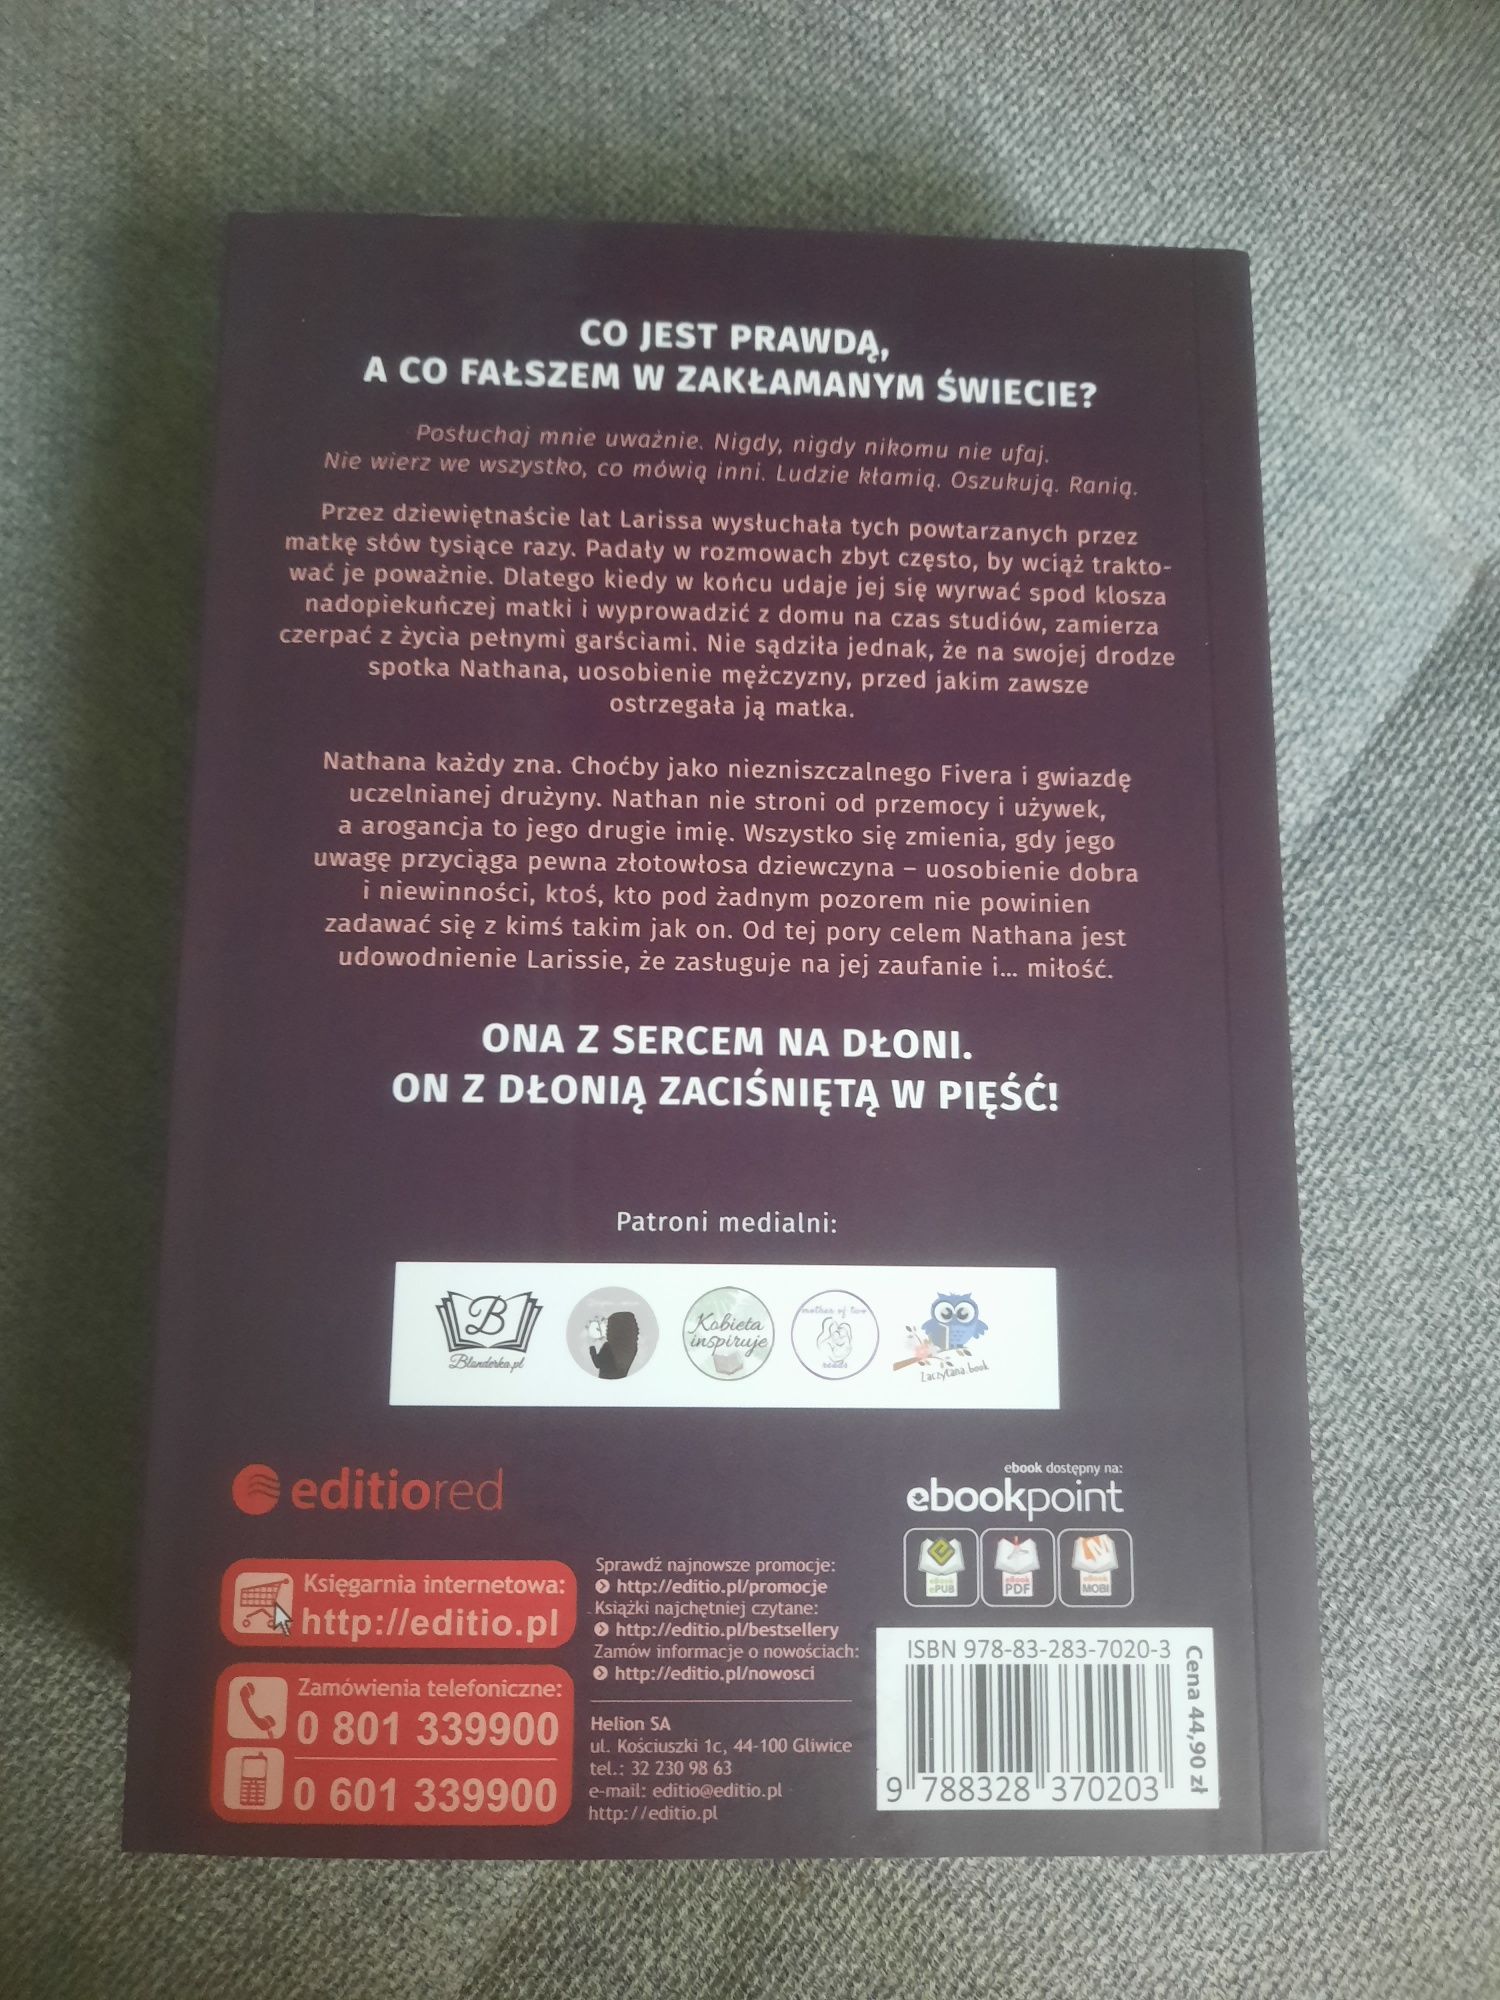 CO JEST PRAWDĄ,
A CO FAŁSZEM W ZAKŁAMANYM ŚWIECIE?
Posłuchaj mnie uważnie. Nigdy, nigdy nikomu nie ufaj.
Nie wierz we wszystko, co mówią inni. Ludzie kłamią. Oszukują. Ranią.
Przez dziewiętnaście lat Larissa wysłuchała tych powtarzanych przez
matkę słów tysiące razy. Padały w rozmowach zbyt często, by wciąż trakto-
wać je poważnie. Dlatego kiedy w końcu udaje jej się wyrwać spod klosza
nadopiekuńczej matki i wyprowadzić z domu na czas studiów, zamierza
czerpać z życia pełnymi garściami. Nie sądziła jednak, że na swojej drodze
spotka Nathana, uosobienie mężczyzny, przed jakim zawsze
ostrzegała ją matka.
Nathana każdy zna. Choćby jako niezniszczalnego Fivera i gwiazdę
uczelnianej drużyny. Nathan nie stroni od przemocy i używek,
a arogancja to jego drugie imię. Wszystko się zmienia, gdy jego
uwagę przyciąga pewna złotowłosa dziewczyna – uosobienie dobra
i niewinności, ktoś, kto pod żadnym pozorem nie powinien
zadawać się z kimś takim jak on. Od tej pory celem Nathana jest
udowodnienie Larissie, że zasługuje na jej zaufanie i... miłość.
ONA Z SERCEM NA DŁONI.
ON Z DŁONIĄ ZACIŚNIĘTĄ W PIĘŚĆ!
Patroni medialni:
B
Blonderka.pl
Kobieta
inspiruje
mother of two
reads
Zaczytana.book
editiored
ebook dostępny na:
ebookpoint
eBook
ePUB
eBook
PDF
eBook
MOBI
Księgarnia internetowa:
http://editio.pl
Zamówienia telefoniczne:
0 801 339900
0 601 339900
Sprawdź najnowsze promocje:
http://editio.pl/promocje
Książki najchętniej czytane:
http://editio.pl/bestsellery
Zamów informacje o nowościach:
http://editio.pl/nowosci
Helion SA
ul. Kościuszki 1c, 44-100 Gliwice
tel.: 32 230 98 63
e-mail: editio@editio.pl
http://editio.pl
ISBN 978-83-283-7020-3
9 788328 370203
Cena 44,90 zł